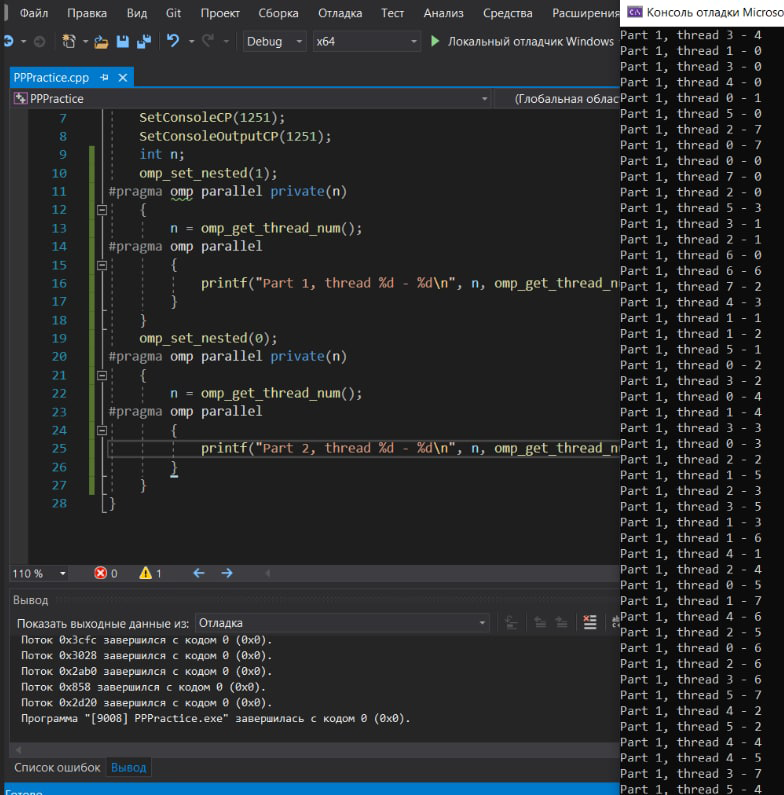 Файл Правка Вид Git Проект Сборка Отладка Тест Анализ Средства Расширения
Debug x64 Локальный отладчик Windows
PPPractice.cpp
PPPractice (Глобальная облас
7 SetConsoleCP(1251);
8 SetConsoleOutputCP(1251);
9 int n;
10 omp_set_nested(1);
11 #pragma omp parallel private(n)
12 {
13 n = omp_get_thread_num();
14 #pragma omp parallel
15 {
16 printf("Part 1, thread %d - %d\n", n, omp_get_thread_n
17 }
18 }
19 omp_set_nested(0);
20 #pragma omp parallel private(n)
21 {
22 n = omp_get_thread_num();
23 #pragma omp parallel
24 {
25 printf("Part 2, thread %d - %d\n", n, omp_get_thread_n
26 }
27 }
28 }
110 % 0 1
Вывод
Показать выходные данные из: Отладка
Поток 0x3cfc завершился с кодом 0 (0x0).
Поток 0x3028 завершился с кодом 0 (0x0).
Поток 0x2ab0 завершился с кодом 0 (0x0).
Поток 0x858 завершился с кодом 0 (0x0).
Поток 0x2d20 завершился с кодом 0 (0x0).
Программа "[9008] PPPractice.exe" завершилась с кодом 0 (0x0).
Список ошибок Вывод
Готово
Консоль отладки Microso
Part 1, thread 3 - 4
Part 1, thread 1 - 0
Part 1, thread 3 - 0
Part 1, thread 4 - 0
Part 1, thread 0 - 1
Part 1, thread 5 - 0
Part 1, thread 2 - 7
Part 1, thread 0 - 7
Part 1, thread 0 - 0
Part 1, thread 7 - 0
Part 1, thread 2 - 0
Part 1, thread 5 - 3
Part 1, thread 3 - 1
Part 1, thread 2 - 1
Part 1, thread 6 - 0
Part 1, thread 6 - 6
Part 1, thread 7 - 2
Part 1, thread 4 - 3
Part 1, thread 1 - 1
Part 1, thread 1 - 2
Part 1, thread 5 - 1
Part 1, thread 0 - 2
Part 1, thread 3 - 2
Part 1, thread 0 - 4
Part 1, thread 1 - 4
Part 1, thread 3 - 3
Part 1, thread 0 - 3
Part 1, thread 2 - 2
Part 1, thread 1 - 5
Part 1, thread 2 - 3
Part 1, thread 3 - 5
Part 1, thread 1 - 3
Part 1, thread 1 - 6
Part 1, thread 4 - 1
Part 1, thread 2 - 4
Part 1, thread 0 - 5
Part 1, thread 1 - 7
Part 1, thread 4 - 6
Part 1, thread 2 - 5
Part 1, thread 0 - 6
Part 1, thread 2 - 6
Part 1, thread 3 - 6
Part 1, thread 5 - 7
Part 1, thread 4 - 2
Part 1, thread 5 - 2
Part 1, thread 4 - 4
Part 1, thread 4 - 5
Part 1, thread 3 - 7
Part 1, thread 5 - 4